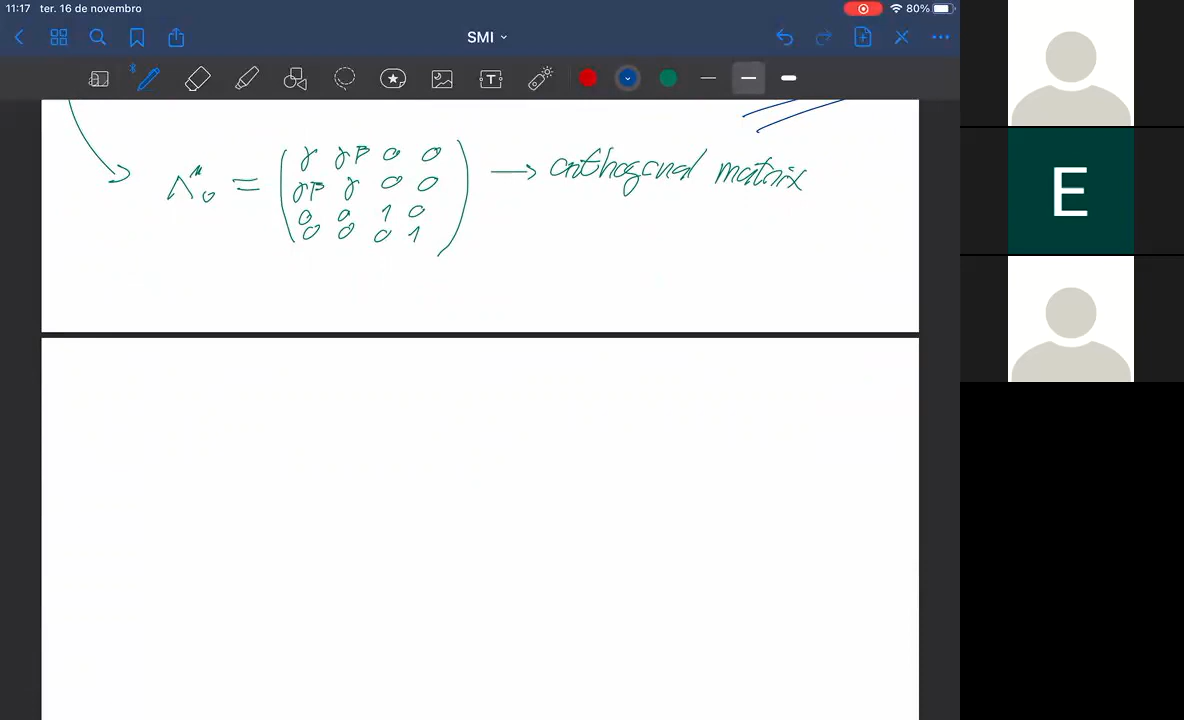 11:17 ter. 16 de novembro 80%
SMI
T
Λ^μ_υ = ( γ γβ 0 0 → orthogonal matrix
γβ γ 0 0
0 0 1 0
0 0 0 1 )
E